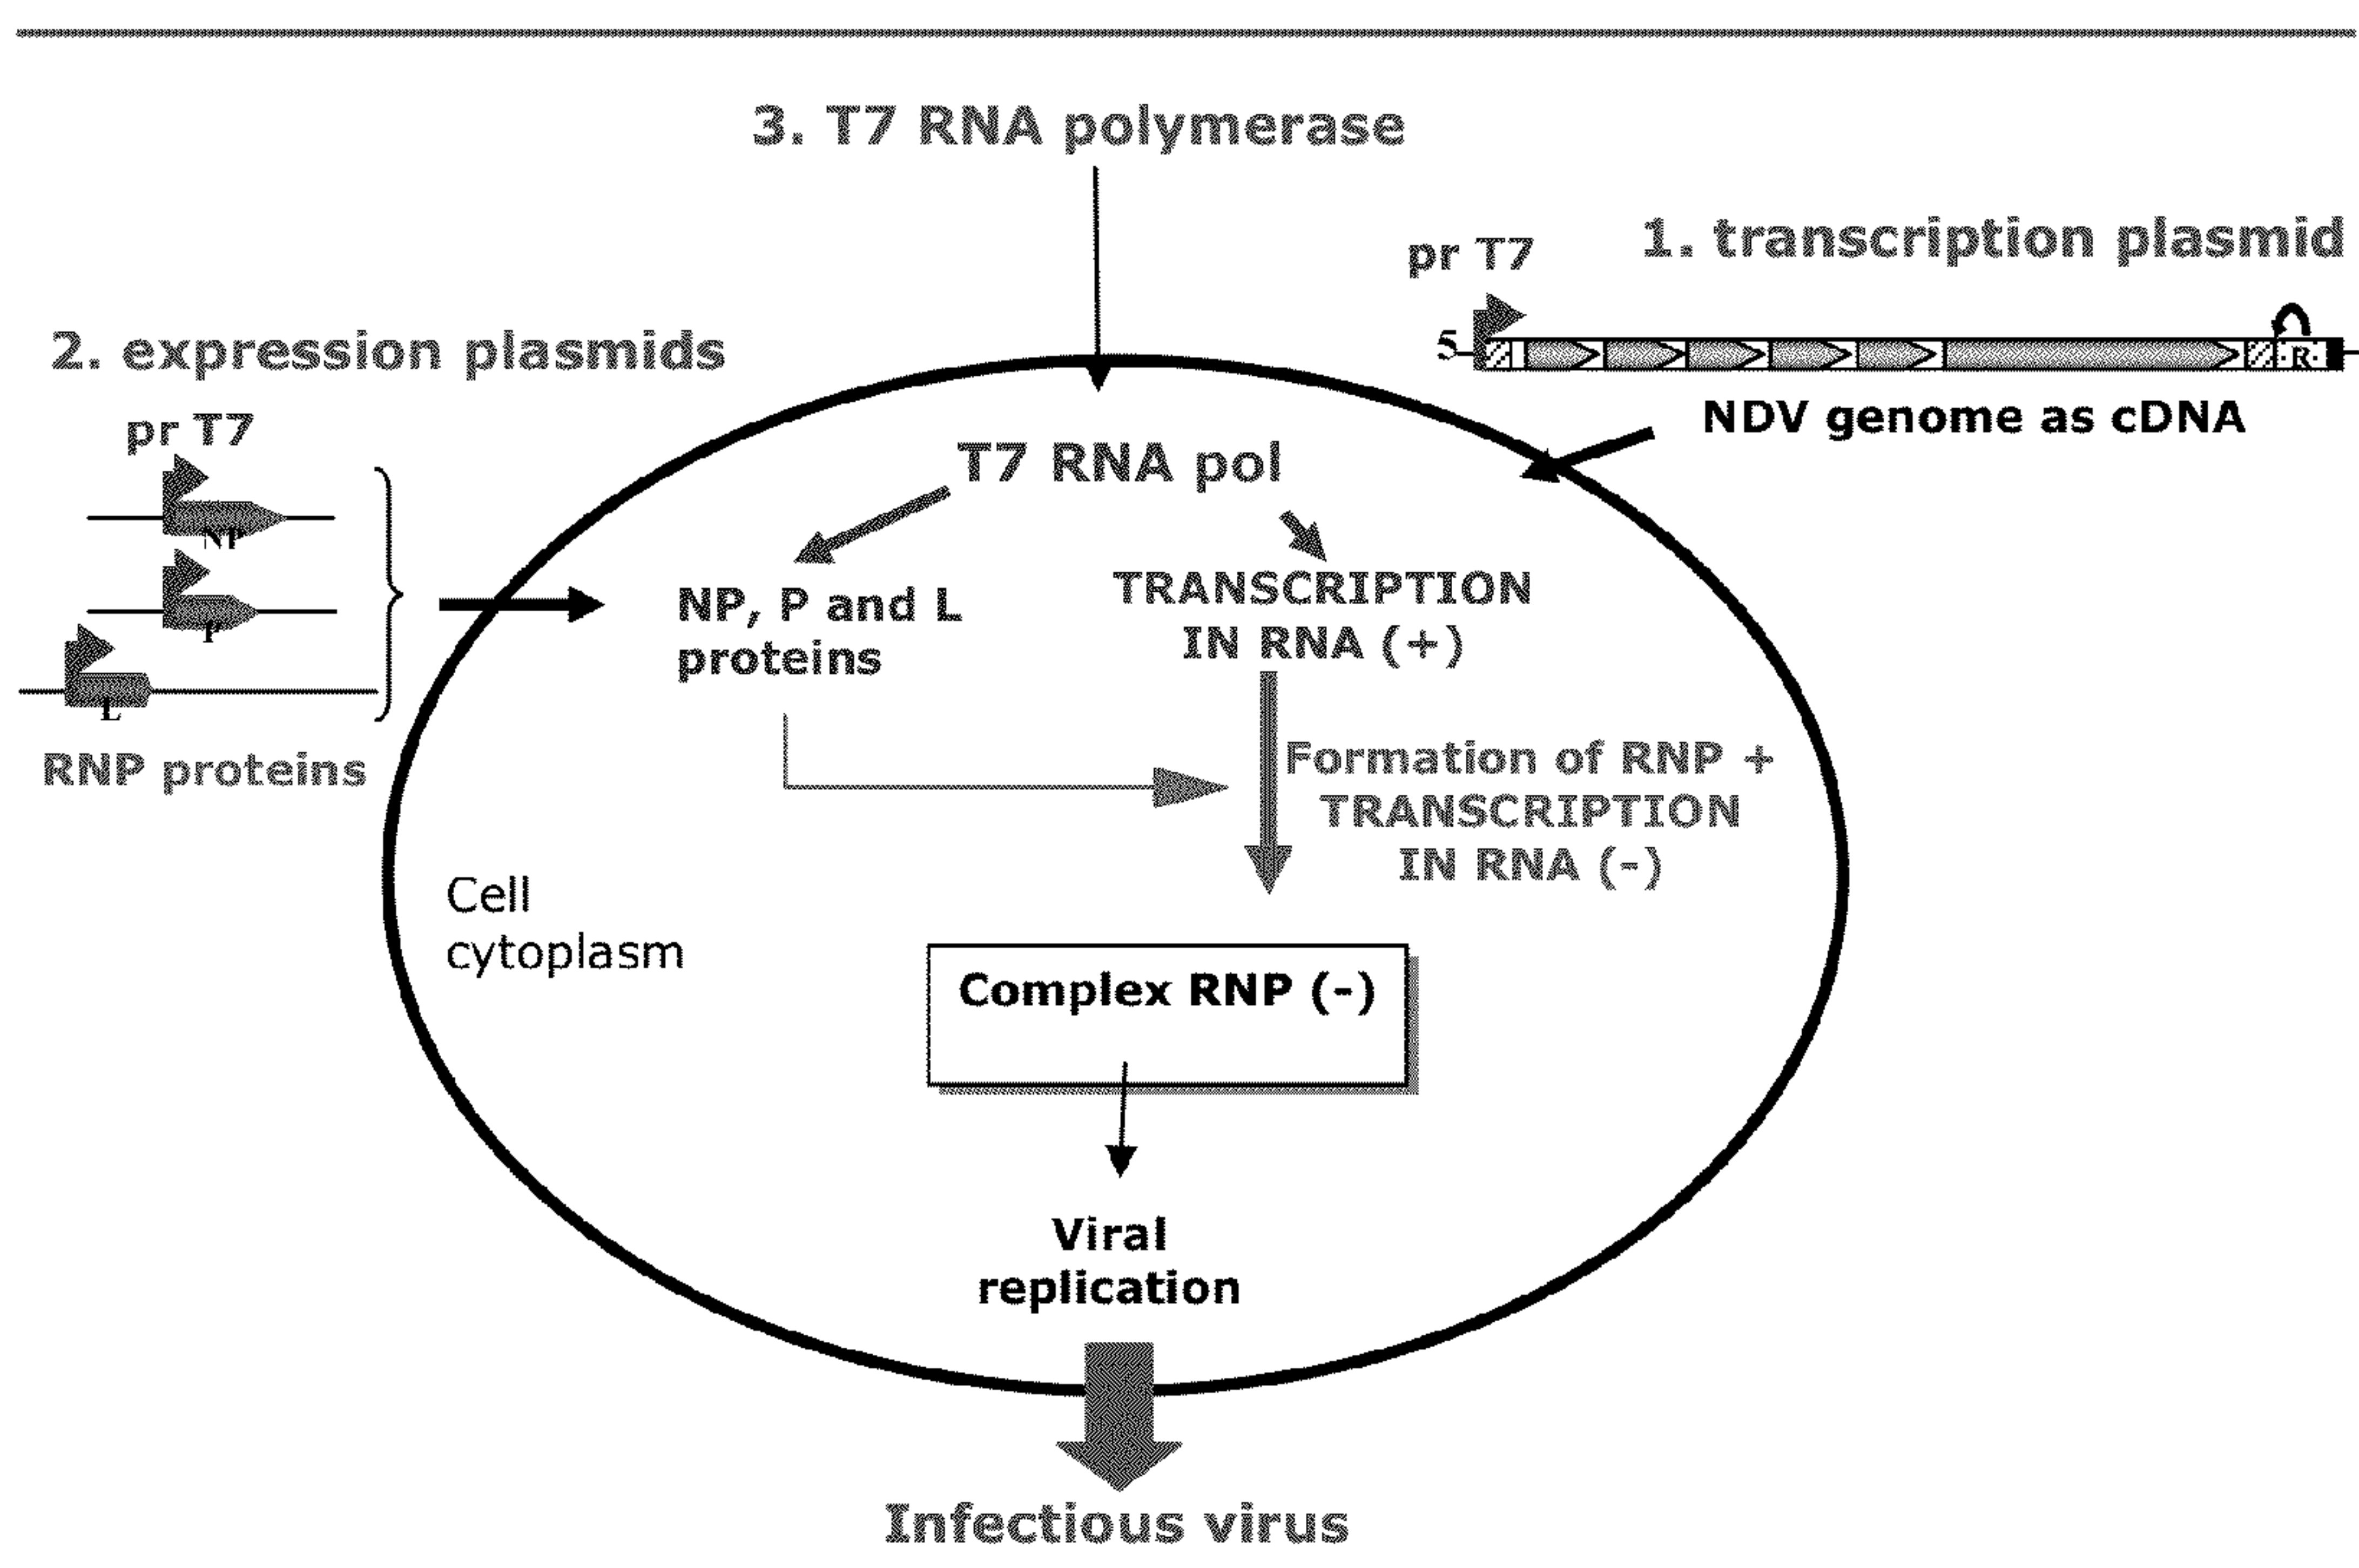 3. T7 RNA polymerase
1. transcription plasmid
pr T7
5
R
NDV genome as cDNA
2. expression plasmids
pr T7
NP
P
L
RNP proteins
T7 RNA pol
NP, P and L
proteins
TRANSCRIPTION
IN RNA (+)
Formation of RNP +
TRANSCRIPTION
IN RNA (-)
Cell
cytoplasm
Complex RNP (-)
Viral
replication
Infectious virus